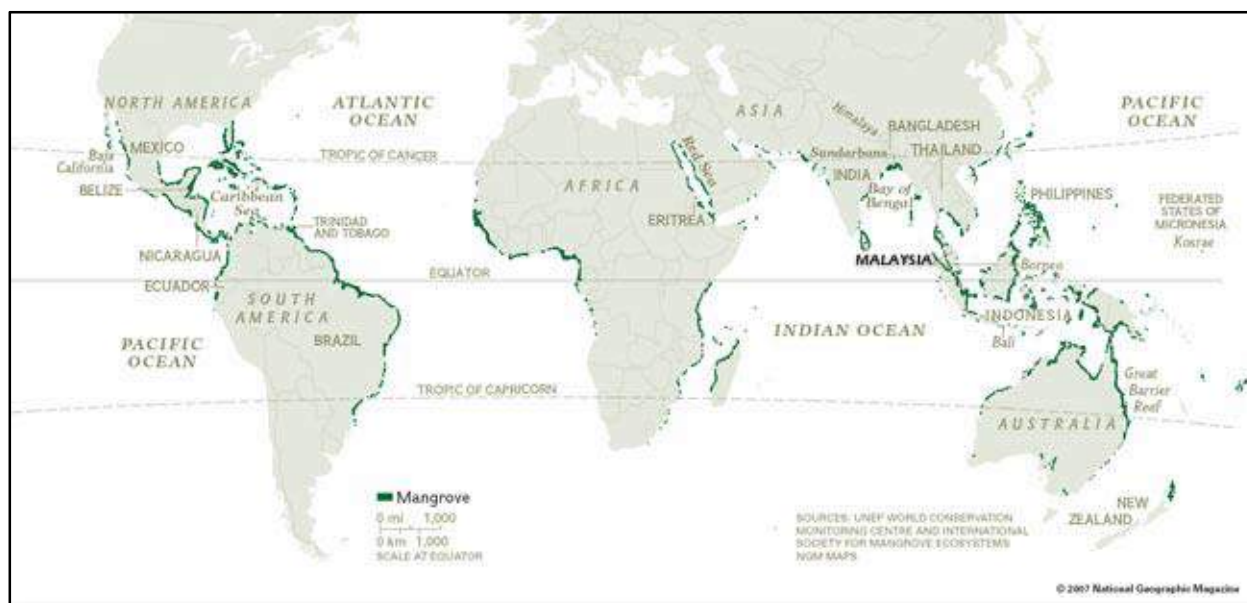 NORTH AMERICA
ATLANTIC
OCEAN
ASIA
PACIFIC
OCEAN
Himalaya
BANGLADESH
Baja
California
MEXICO
TROPIC OF CANCER
Sundarbans
THAILAND
Red Sea
INDIA
BELIZE
Caribbean
Sea
AFRICA
Bay of
Bengal
PHILIPPINES
FEDERATED
STATES OF
MICRONESIA
Kosrae
TRINIDAD
AND TOBAGO
ERITREA
NICARAGUA
MALAYSIA
Borneo
EQUATOR
ECUADOR
SOUTH
AMERICA
INDONESIA
BRAZIL
INDIAN OCEAN
Bali
PACIFIC
OCEAN
Great
Barrier
Reef
TROPIC OF CAPRICORN
AUSTRALIA
Mangrove
0 mi 1,000
0 km 1,000
SCALE AT EQUATOR
NEW
ZEALAND
SOURCES: UNEP WORLD CONSERVATION
MONITORING CENTRE AND INTERNATIONAL
SOCIETY FOR MANGROVE ECOSYSTEMS
NGM MAPS
© 2007 National Geographic Magazine